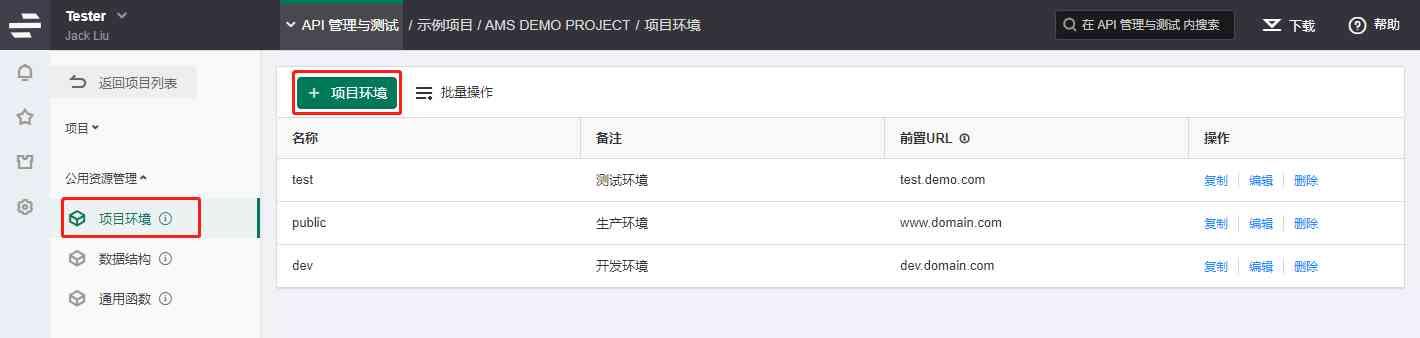 Tester
Jack Liu
API 管理与测试 / 示例项目 / AMS DEMO PROJECT / 项目环境
在 API 管理与测试 内搜索
下载
帮助
返回项目列表
项目
公用资源管理
项目环境
数据结构
通用函数
+ 项目环境
批量操作
名称 备注 前置URL 操作
test 测试环境 test.demo.com 复制 编辑 删除
public 生产环境 www.domain.com 复制 编辑 删除
dev 开发环境 dev.domain.com 复制 编辑 删除